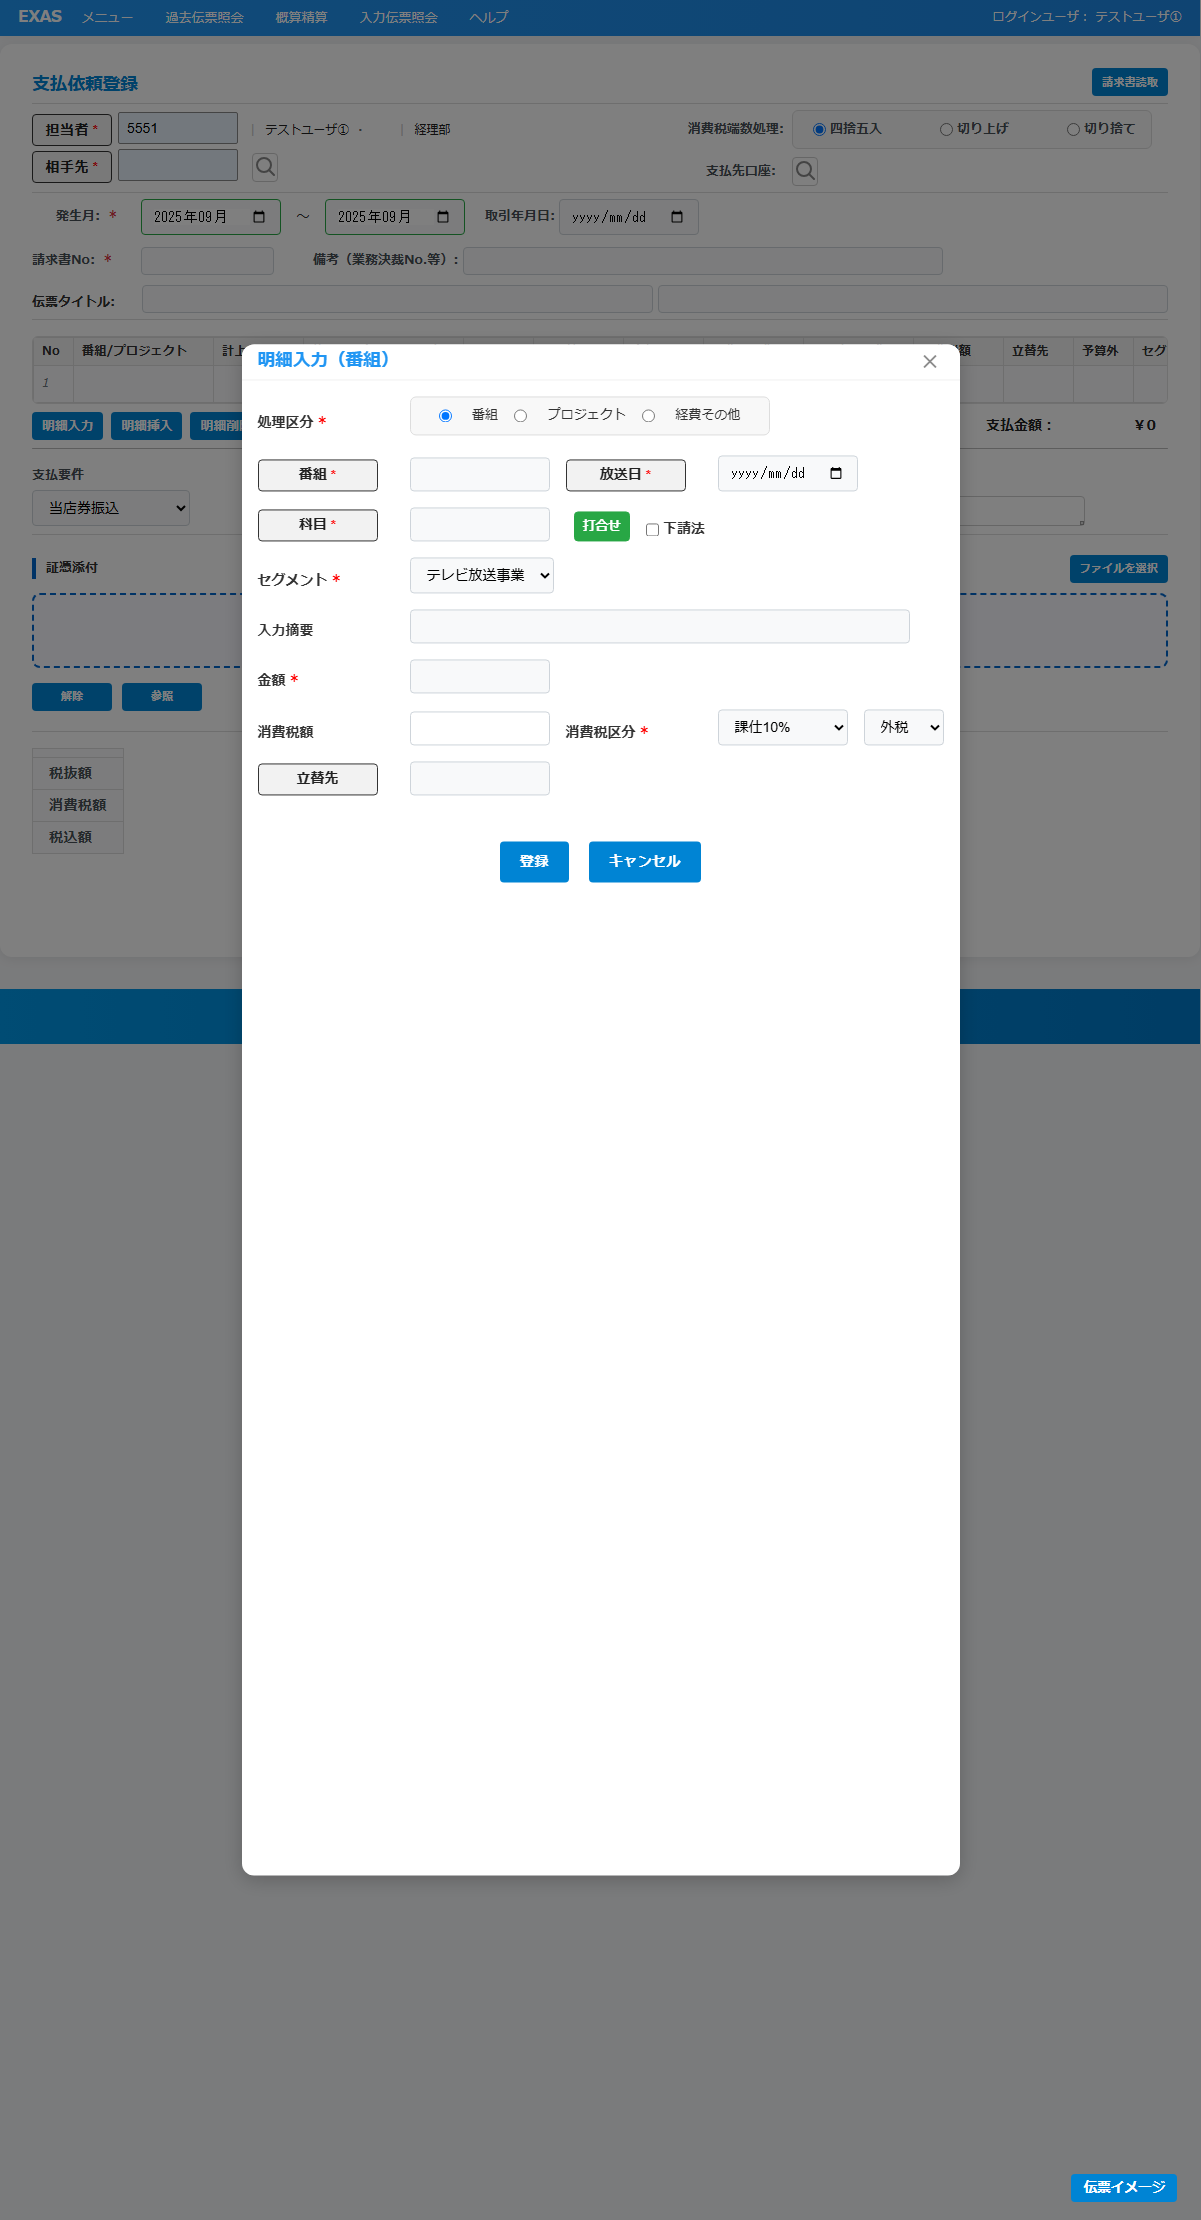 EXAS メニュー 過去伝票照会 概算精算 入力伝票照会 ヘルプ ログインユーザ： テストユーザ①
支払依頼登録 請求書読取
担当者 * 5551 | テストユーザ① ・ | 経理部 消費税端数処理: 四捨五入 切り上げ 切り捨て
相手先 * 支払先口座:
発生月: * 2025年09月 ～ 2025年09月 取引年月日: yyyy/mm/dd
請求書No: * 備考（業務決裁No.等）:
伝票タイトル:
No 番組/プロジェクト 計上 額 立替先 予算外 セグ
1
明細入力 明細挿入 明細削 支払金額： ￥0
支払要件
当店券振込
証憑添付 ファイルを選択
解除 参照
税抜額
消費税額
税込額
明細入力（番組）
処理区分 * 番組 プロジェクト 経費その他
番組 * 放送日 * yyyy/mm/dd
科目 * 打合せ 下請法
セグメント * テレビ放送事業
入力摘要
金額 *
消費税額 消費税区分 * 課仕10% 外税
立替先
登録 キャンセル
伝票イメージ